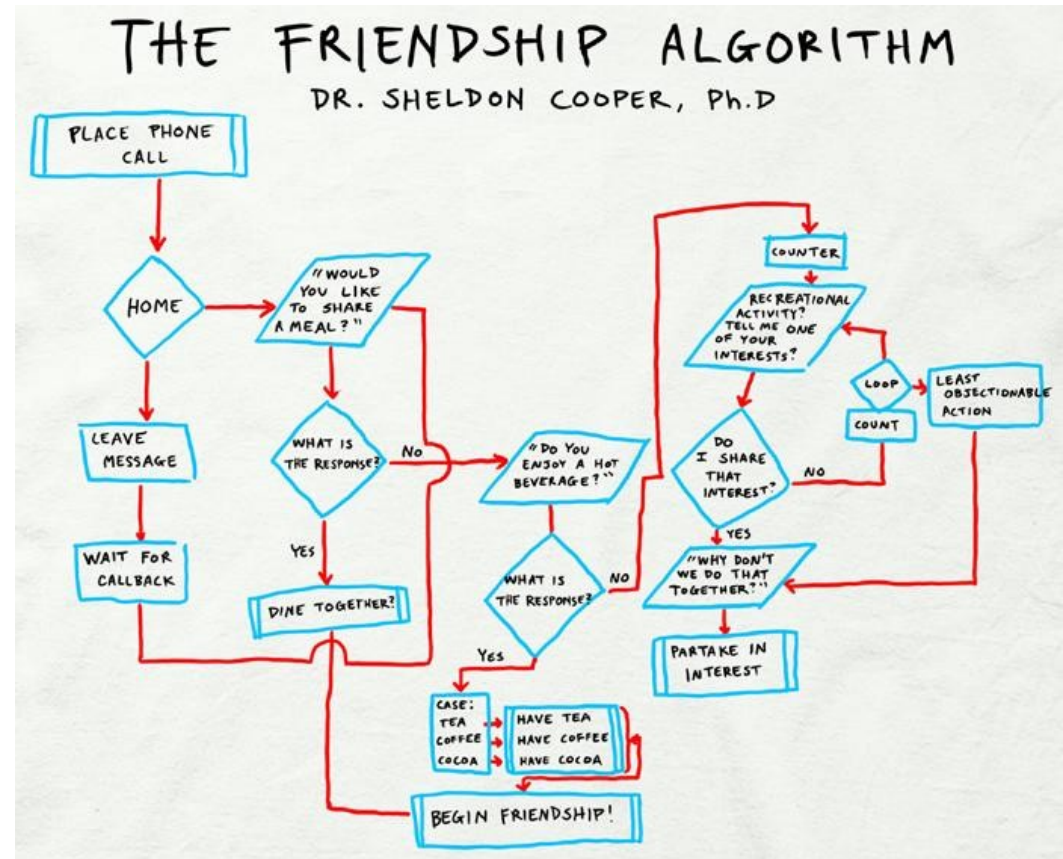 THE FRIENDSHIP ALGORITHM
DR. SHELDON COOPER, Ph.D
PLACE PHONE
CALL
HOME
LEAVE
MESSAGE
WAIT FOR
CALLBACK
"WOULD
YOU LIKE
TO SHARE
A MEAL?"
WHAT IS
THE RESPONSE?
NO
YES
DINE TOGETHER?
"DO YOU
ENJOY A HOT
BEVERAGE?"
WHAT IS
THE RESPONSE?
NO
YES
CASE:
TEA
COFFEE
COCOA
HAVE TEA
HAVE COFFEE
HAVE COCOA
BEGIN FRIENDSHIP!
COUNTER
RECREATIONAL
ACTIVITY?
TELL ME ONE
OF YOUR
INTERESTS?
LOOP
COUNT
LEAST
OBJECTIONABLE
ACTION
DO
I SHARE
THAT
INTEREST?
NO
YES
"WHY DON'T
WE DO THAT
TOGETHER?"
PARTAKE IN
INTEREST